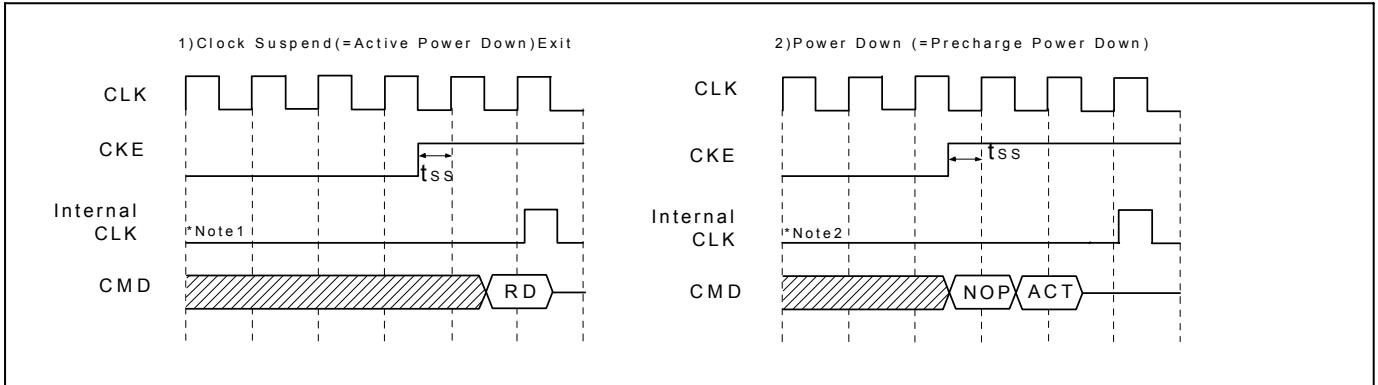 1)Clock Suspend(=Active Power Down)Exit
CLK
CKE
tss
Internal
CLK
*Note1
CMD
RD
2)Power Down (=Precharge Power Down)
CLK
CKE
tss
Internal
CLK
*Note2
CMD
NOP
ACT